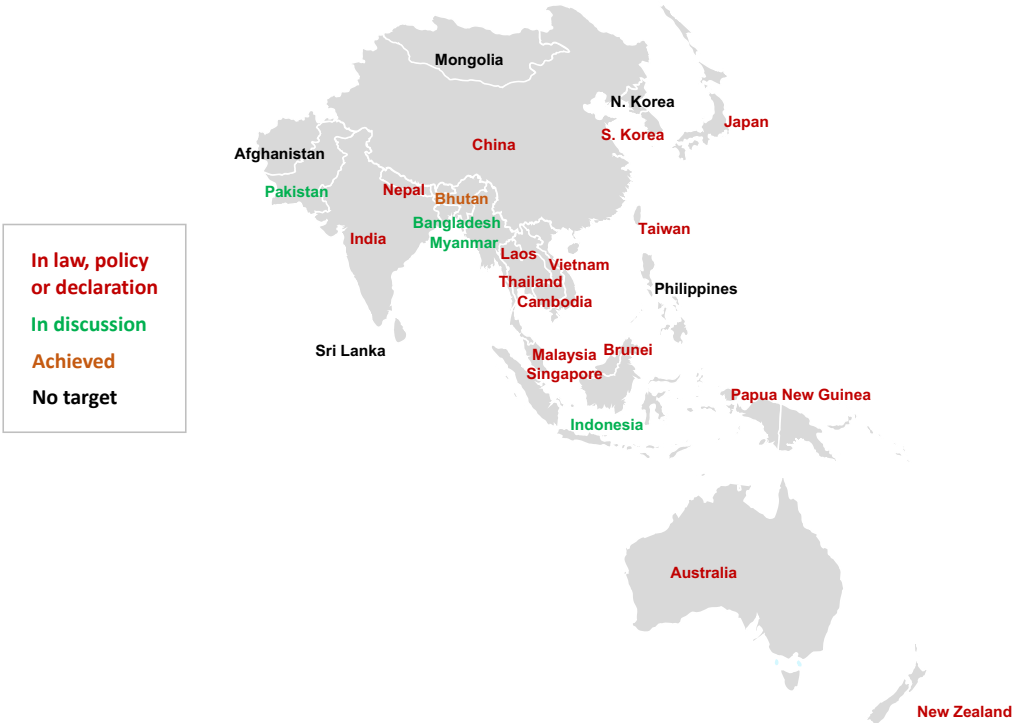 Mongolia
N. Korea
Japan
S. Korea
China
Afghanistan
Pakistan
Nepal
Bhutan
Bangladesh
Myanmar
India
Taiwan
Laos
Vietnam
Thailand
Cambodia
Philippines
In law, policy
or declaration
In discussion
Achieved
No target
Sri Lanka
Malaysia
Brunei
Singapore
Papua New Guinea
Indonesia
Australia
New Zealand